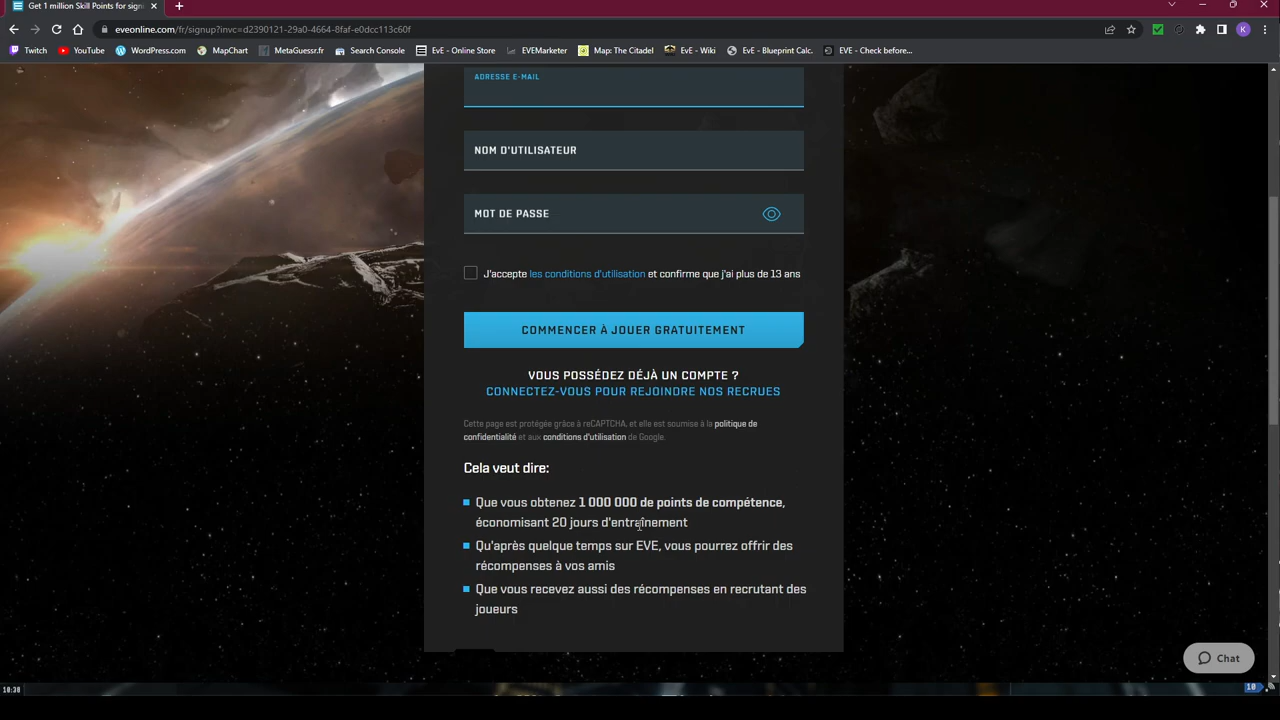 Get 1 million Skill Points for sign
eveonline.com/fr/signup?invc=d2390121-29a0-4664-8faf-e0dcc113c60f
K
Twitch
YouTube
WordPress.com
MapChart
MetaGuessr.fr
Search Console
EvE - Online Store
EVEMarketer
Map: The Citadel
EvE - Wiki
EvE - Blueprint Calc.
EVE - Check before...
ADRESSE E-MAIL
NOM D'UTILISATEUR
MOT DE PASSE
J'accepte les conditions d'utilisation et confirme que j'ai plus de 13 ans
COMMENCER À JOUER GRATUITEMENT
VOUS POSSÉDEZ DÉJÀ UN COMPTE ?
CONNECTEZ-VOUS POUR REJOINDRE NOS RECRUES
Cette page est protégée grâce à reCAPTCHA, et elle est soumise à la politique de
confidentialité et aux conditions d'utilisation de Google.
Cela veut dire:
Que vous obtenez 1 000 000 de points de compétence,
économisant 20 jours d'entraînement
Qu'après quelque temps sur EVE, vous pourrez offrir des
récompenses à vos amis
Que vous recevez aussi des récompenses en recrutant des
joueurs
Chat
10:38
10